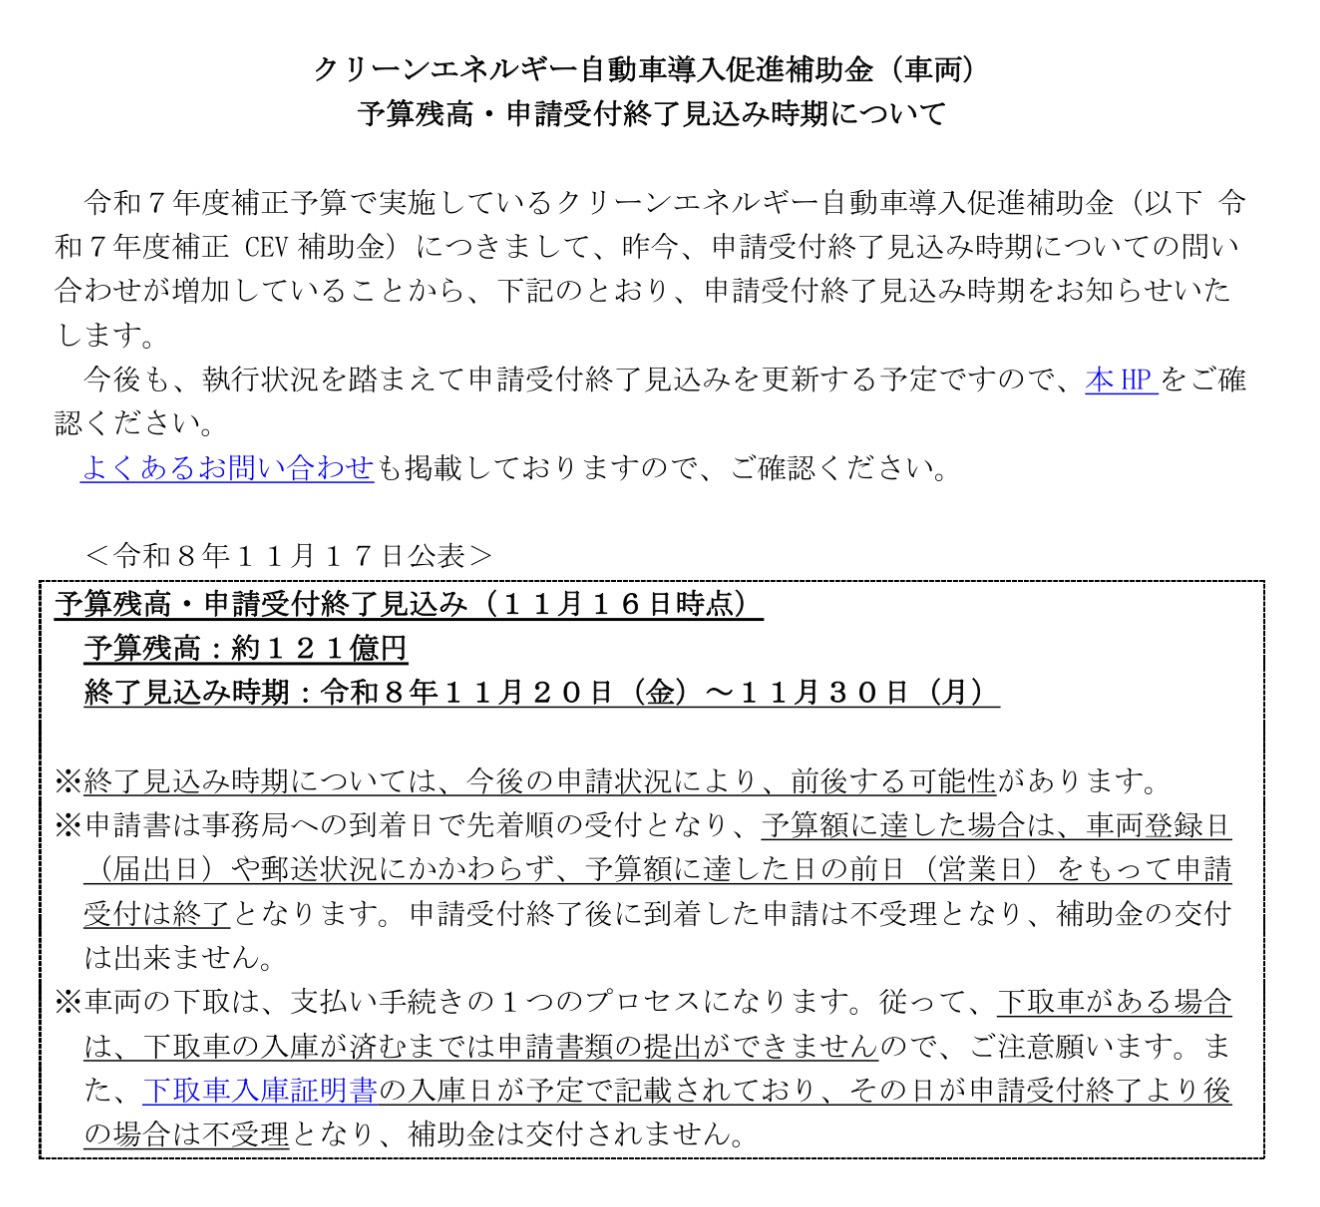 クリーンエネルギー自動車導入促進補助金（車両）
予算残高・申請受付終了見込み時期について
令和７年度補正予算で実施しているクリーンエネルギー自動車導入促進補助金（以下 令
和７年度補正 CEV 補助金）につきまして、昨今、申請受付終了見込み時期についての問い
合わせが増加していることから、下記のとおり、申請受付終了見込み時期をお知らせいた
します。
今後も、執行状況を踏まえて申請受付終了見込みを更新する予定ですので、本 HP をご確
認ください。
よくあるお問い合わせも掲載しておりますので、ご確認ください。
＜令和８年１１月１７日公表＞
予算残高・申請受付終了見込み（１１月１６日時点）
予算残高：約１２１億円
終了見込み時期：令和８年１１月２０日（金）～１１月３０日（月）
※終了見込み時期については、今後の申請状況により、前後する可能性があります。
※申請書は事務局への到着日で先着順の受付となり、予算額に達した場合は、車両登録日
（届出日）や郵送状況にかかわらず、予算額に達した日の前日（営業日）をもって申請
受付は終了となります。申請受付終了後に到着した申請は不受理となり、補助金の交付
は出来ません。
※車両の下取は、支払い手続きの１つのプロセスになります。従って、下取車がある場合
は、下取車の入庫が済むまでは申請書類の提出ができませんので、ご注意願います。ま
た、下取車入庫証明書の入庫日が予定で記載されており、その日が申請受付終了より後
の場合は不受理となり、補助金は交付されません。